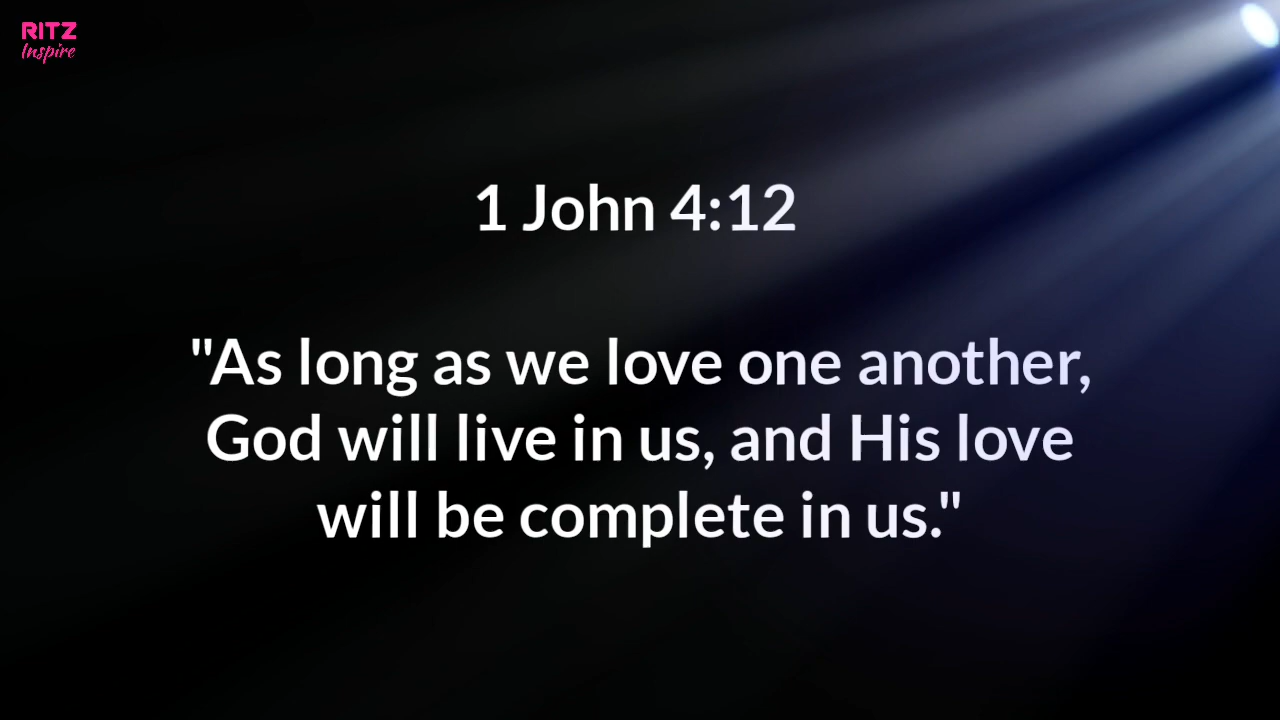 RITZ
Inspire
1 John 4:12
"As long as we love one another,
God will live in us, and His love
will be complete in us."